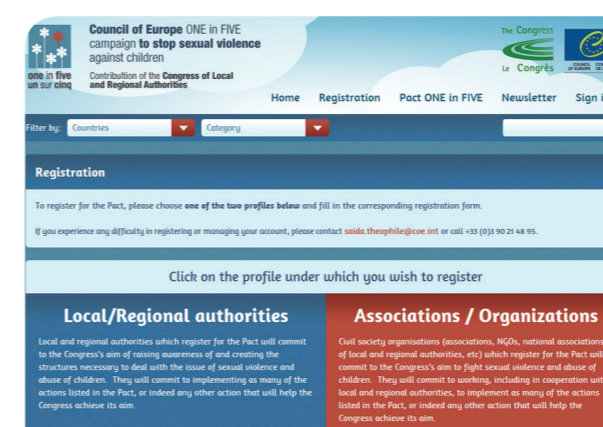 Council of Europe ONE in FIVE
campaign to stop sexual violence
against children
one in five
un sur cinq
Contribultion of the Congress of Local
and Regional Authorities
The Congress
Le Congrès
Home Registration Pact ONE in FIVE Newsletter Sign i
Filter by: Countries Category
Registration
To register for the Pact, please choose one of the two profiles below and fill in the corresponding registration form.
If you experience any difficulty in registering or managing your account, please contact saida.theophile@coe.int or call +33 (0)3 90 21 48 95.
Click on the profile under which you wish to register
Local/Regional authorities
Local and regional authorities which register for the Pact will commit
to the Congress's aim of raising awareness of and creating the
structures necessary to deal with the issue of sexual violence and
abuse of children. They will commit to implementing as many of the
actions listed in the Pact, or indeed any other action that will help the
Congress achieve its aim.
Associations / Organizations
Civil society organisations (associations, NGOs, national associations
of local and regional authorities, etc) which register for the Pact will
commit to the Congress's aim to fight sexual violence and abuse of
children. They will commit to working, including in cooperation wit
local and regional authorities, to implement as many of the actions
listed in the Pact, or indeed any other action that will help the
Congress achieve its aim.